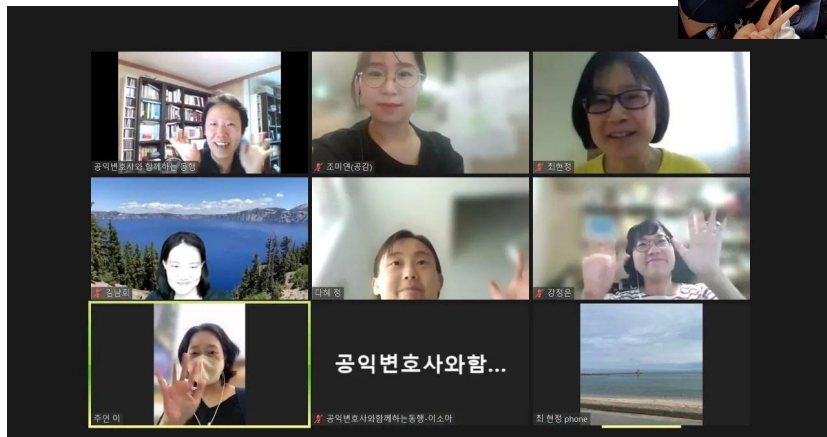 공익변호사와 함께하는 동행
조미연(공감)
최현정
김남희
다혜 정
강정은
주언 이
공익변호사와함...
공익변호사와함께하는동행-이소아
최 현정 phone